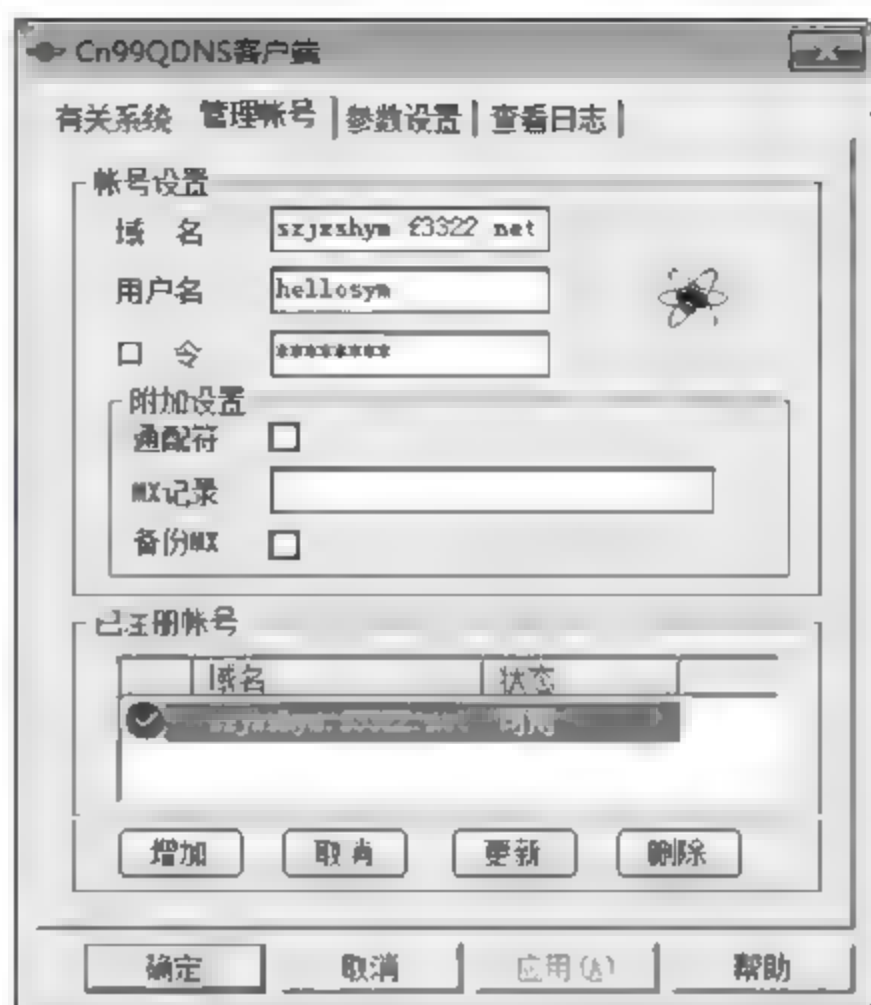 Cn99QDNS客户端
有关系统 管理帐号 参数设置 查看日志
帐号设置
域 名 szjxshym f3322 net
用户名 hellosym
口 令 ********
附加设置
通配符
MX记录
备份MX
已注册帐号
域名 状态
增加 取消 更新 删除
确定 取消 应用(A) 帮助